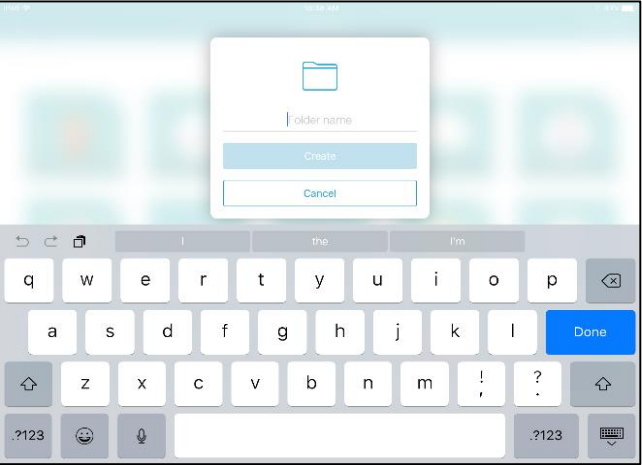 Folder name
Create
Cancel
I the I'm
q w e r t y u i o p
a s d f g h j k l Done
z x c v b n m ! , ? .
.?123 .?123